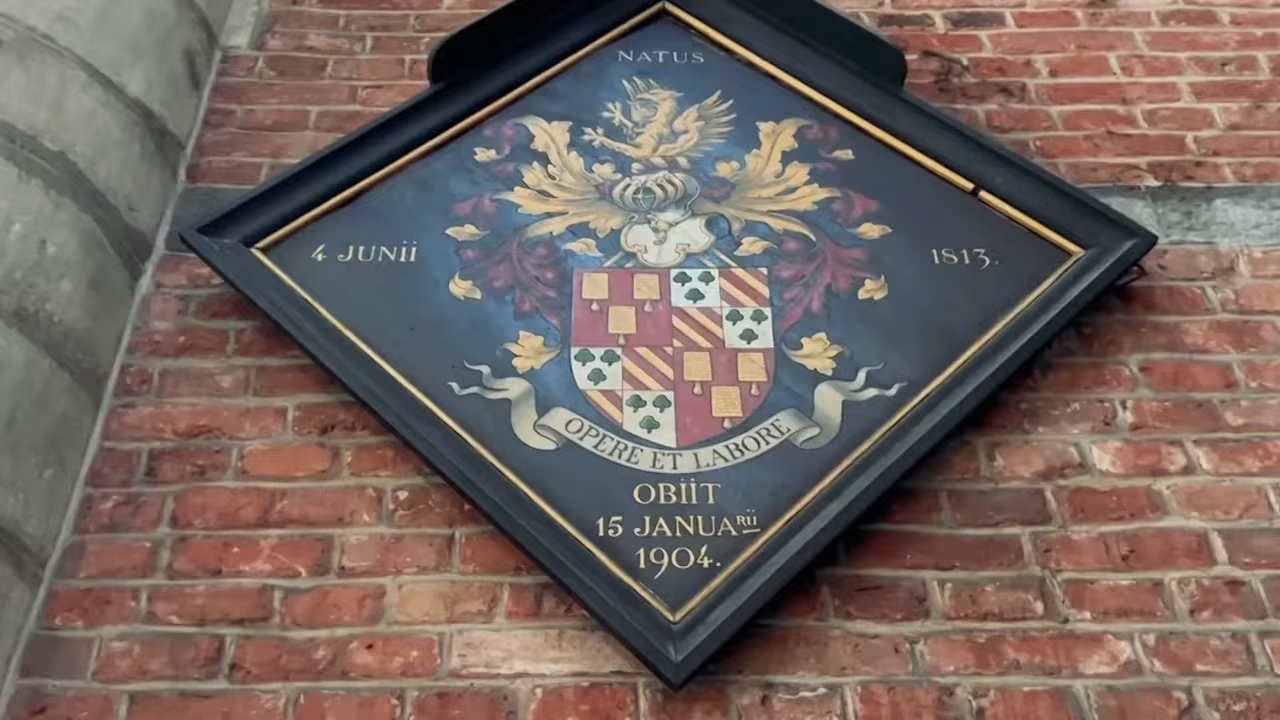 NATUS
4 JUNii 1813.
OPERE ET LABORE
OBiiT
15 JANUARii
1904.